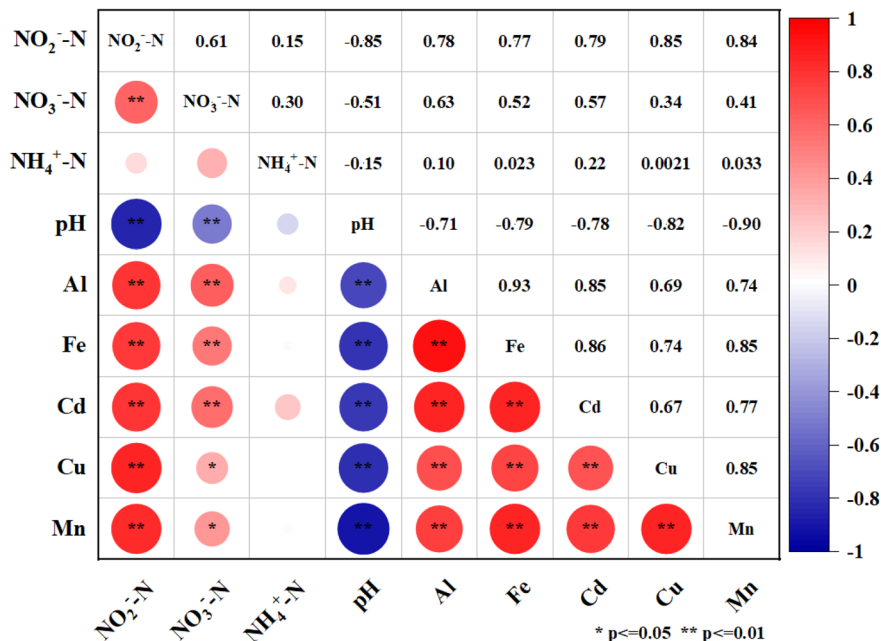 NO₂⁻-N NO₂⁻-N 0.61 0.15 -0.85 0.78 0.77 0.79 0.85 0.84 1
0.8
NO₃⁻-N ** NO₃⁻-N 0.30 -0.51 0.63 0.52 0.57 0.34 0.41
0.6
NH₄⁺-N NH₄⁺-N -0.15 0.10 0.023 0.22 0.0021 0.033
0.4
pH ** ** pH -0.71 -0.79 -0.78 -0.82 -0.90
0.2
Al ** ** ** Al 0.93 0.85 0.69 0.74 0
-0.2
Fe ** ** ** ** Fe 0.86 0.74 0.85
-0.4
Cd ** ** ** ** ** Cd 0.67 0.77
-0.6
Cu ** * ** ** ** ** Cu 0.85
-0.8
Mn ** * ** ** ** ** ** Mn
-1
NO₂⁻-N NO₃⁻-N NH₄⁺-N pH Al Fe Cd Cu Mn
* p<=0.05 ** p<=0.01